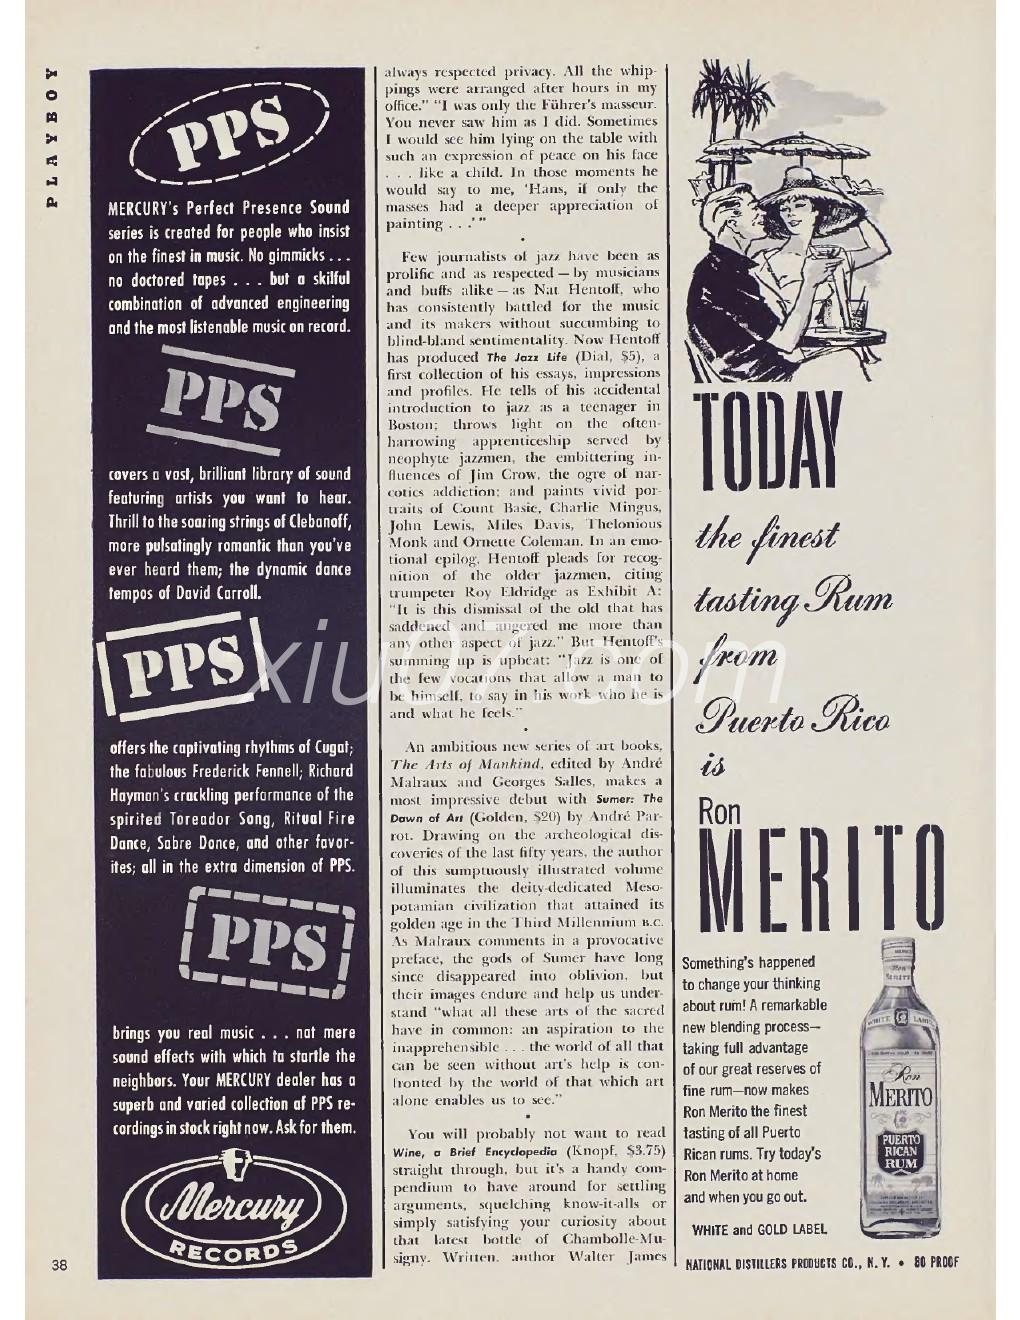 PLAYBOY
PPS
MERCURY's Perfect Presence Sound
series is created for people who insist
on the finest in music. No gimmicks . . .
no doctored tapes . . . but a skilful
combination of advanced engineering
and the most listenable music on record.
PPS
covers a vast, brilliant library of sound
featuring artists you want to hear.
Thrill to the soaring strings of Clebanoff,
more pulsatingly romantic than you've
ever heard them; the dynamic dance
tempos of David Carroll.
PPS
offers the captivating rhythms of Cugat;
the fabulous Frederick Fennell; Richard
Hayman's crackling performance of the
spirited Toreador Song, Ritual Fire
Dance, Sabre Dance, and other favor-
ites; all in the extra dimension of PPS.
PPS
brings you real music . . . not mere
sound effects with which to startle the
neighbors. Your MERCURY dealer has a
superb and varied collection of PPS re-
cordings in stock right now. Ask for them.
Mercury
RECORDS
38
always respected privacy. All the whip-
pings were arranged after hours in my
office." "I was only the Führer's masseur.
You never saw him as I did. Sometimes
I would see him lying on the table with
such an expression of peace on his face
. . . like a child. In those moments he
would say to me, 'Hans, if only the
masses had a deeper appreciation of
painting . . .' "
•
Few journalists of jazz have been as
prolific and as respected — by musicians
and buffs alike — as Nat Hentoff, who
has consistently battled for the music
and its makers without succumbing to
blind-bland sentimentality. Now Hentoff
has produced The Jazz Life (Dial, $5), a
first collection of his essays, impressions
and profiles. He tells of his accidental
introduction to jazz as a teenager in
Boston; throws light on the often-
harrowing apprenticeship served by
neophyte jazzmen, the embittering in-
fluences of Jim Crow, the ogre of nar-
cotics addiction; and paints vivid por-
traits of Count Basie, Charlie Mingus,
John Lewis, Miles Davis, Thelonious
Monk and Ornette Coleman. In an emo-
tional epilog, Hentoff pleads for recog-
nition of the older jazzmen, citing
trumpeter Roy Eldridge as Exhibit A:
"It is this dismissal of the old that has
saddened and angered me more than
any other aspect of jazz." But Hentoff's
summing up is upbeat: "Jazz is one of
the few vocations that allow a man to
be himself, to say in his work who he is
and what he feels."
•
An ambitious new series of art books,
The Arts of Mankind, edited by André
Malraux and Georges Salles, makes a
most impressive debut with Sumer: The
Dawn of Art (Golden, $20) by André Par-
rot. Drawing on the archeological dis-
coveries of the last fifty years, the author
of this sumptuously illustrated volume
illuminates the deity-dedicated Meso-
potamian civilization that attained its
golden age in the Third Millennium B.C.
As Malraux comments in a provocative
preface, the gods of Sumer have long
since disappeared into oblivion, but
their images endure and help us under-
stand "what all these arts of the sacred
have in common: an aspiration to the
inapprehensible . . . the world of all that
can be seen without art's help is con-
fronted by the world of that which art
alone enables us to see."
•
You will probably not want to read
Wine, a Brief Encyclopedia (Knopf, $3.75)
straight through, but it's a handy com-
pendium to have around for settling
arguments, squelching know-it-alls or
simply satisfying your curiosity about
that latest bottle of Chambolle-Mu-
signy. Written, author Walter James
TODAY
the finest
tasting Rum
from
Puerto Rico
is
Ron
MERITO
Something's happened
to change your thinking
about rum! A remarkable
new blending process—
taking full advantage
of our great reserves of
fine rum—now makes
Ron Merito the finest
tasting of all Puerto
Rican rums. Try today's
Ron Merito at home
and when you go out.
WHITE and GOLD LABEL
Ron
MERITO
WHITE LABEL
Ron
MERITO
PUERTO
RICAN
RUM
NATIONAL DISTILLERS PRODUCTS CO., N. Y. • 80 PROOF